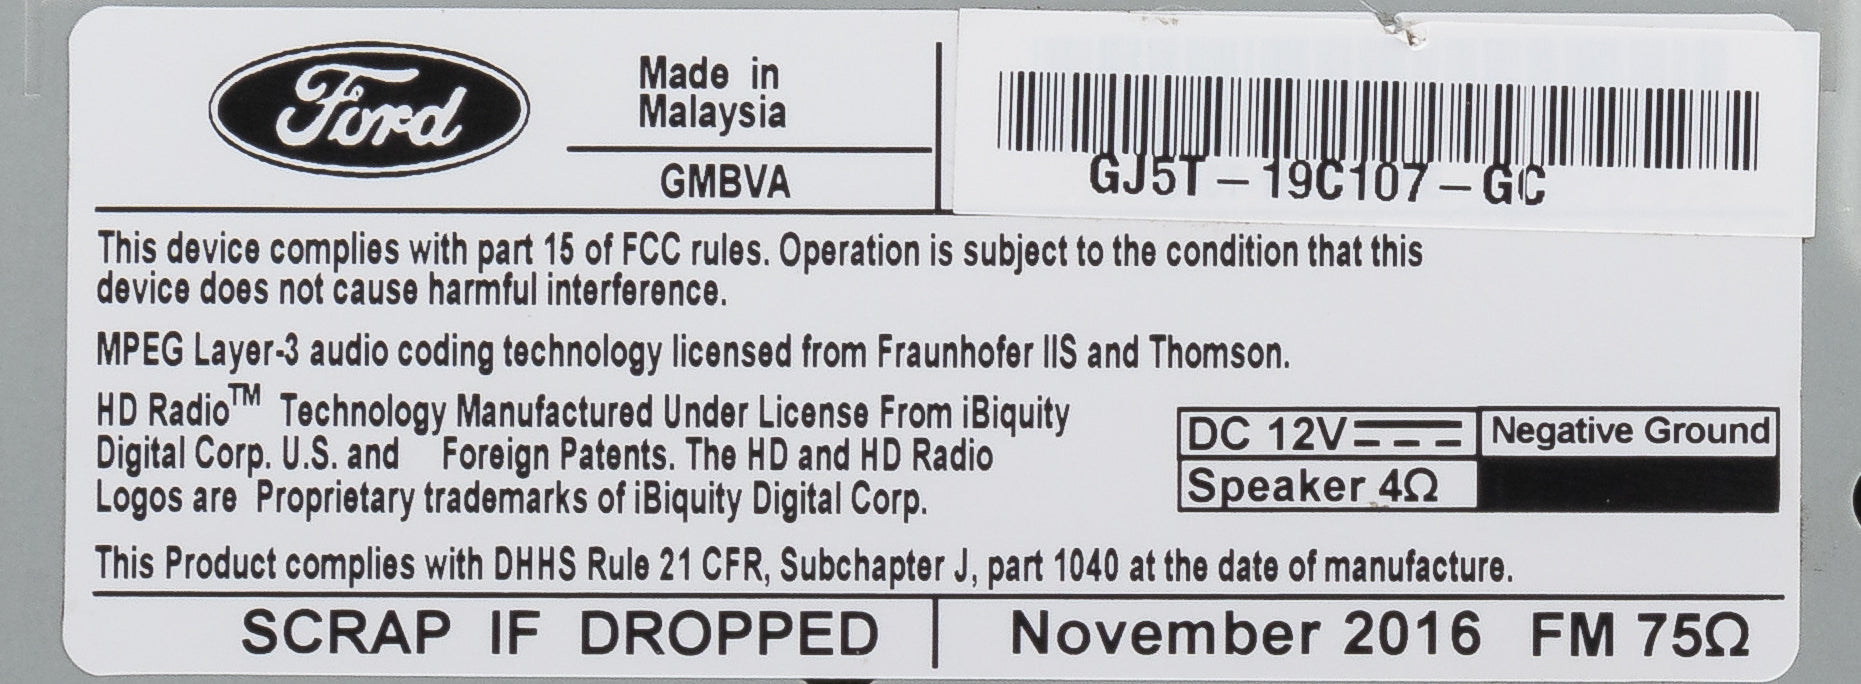 Ford
Made in
Malaysia
GMBVA
GJ5T-19C107-GC
This device complies with part 15 of FCC rules. Operation is subject to the condition that this
device does not cause harmful interference.
MPEG Layer-3 audio coding technology licensed from Fraunhofer IIS and Thomson.
HD Radio™ Technology Manufactured Under License From iBiquity
Digital Corp. U.S. and Foreign Patents. The HD and HD Radio
Logos are Proprietary trademarks of iBiquity Digital Corp.
DC 12V Negative Ground
Speaker 4Ω
This Product complies with DHHS Rule 21 CFR, Subchapter J, part 1040 at the date of manufacture.
SCRAP IF DROPPED November 2016 FM 75Ω